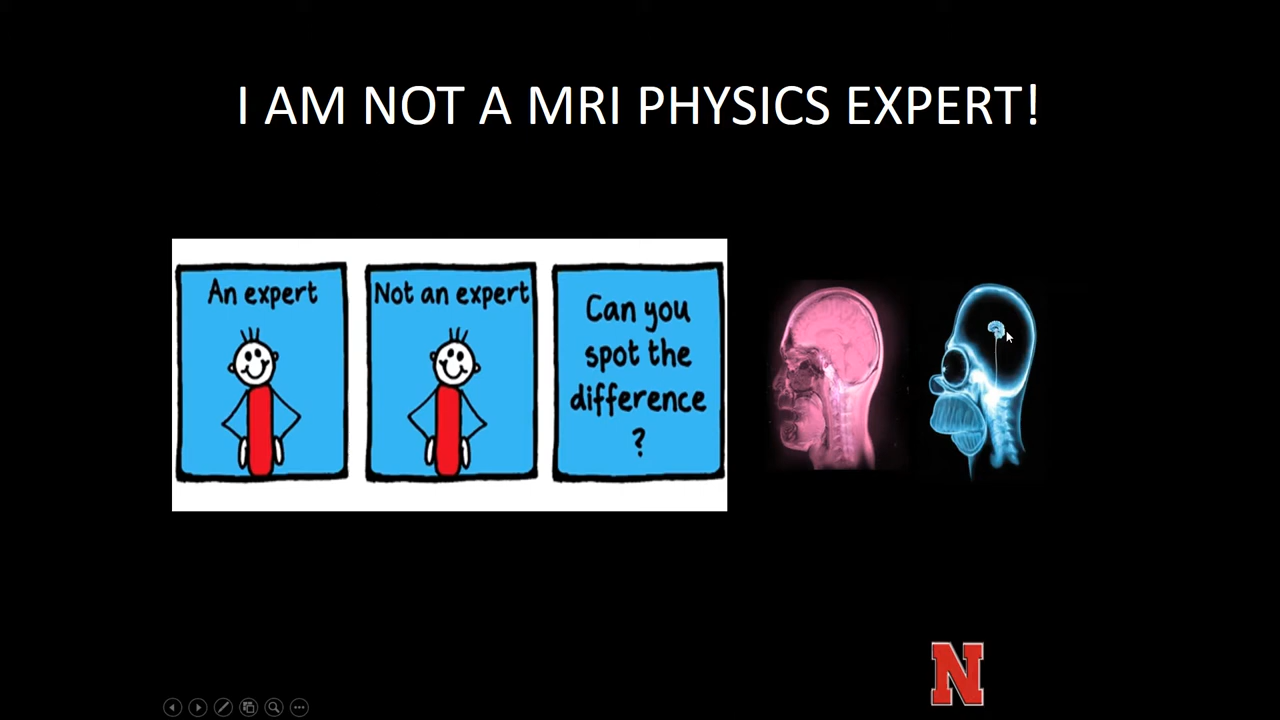 I AM NOT A MRI PHYSICS EXPERT!
An expert
Not an expert
Can you
spot the
difference
?
N